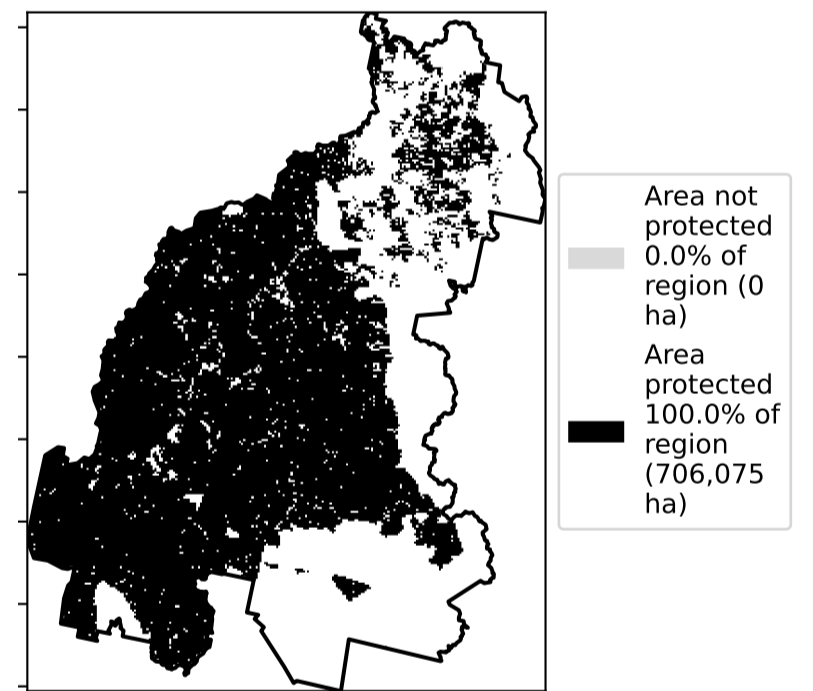 Area not
protected
0.0% of
region (0
ha)
Area
protected
100.0% of
region
(706,075
ha)